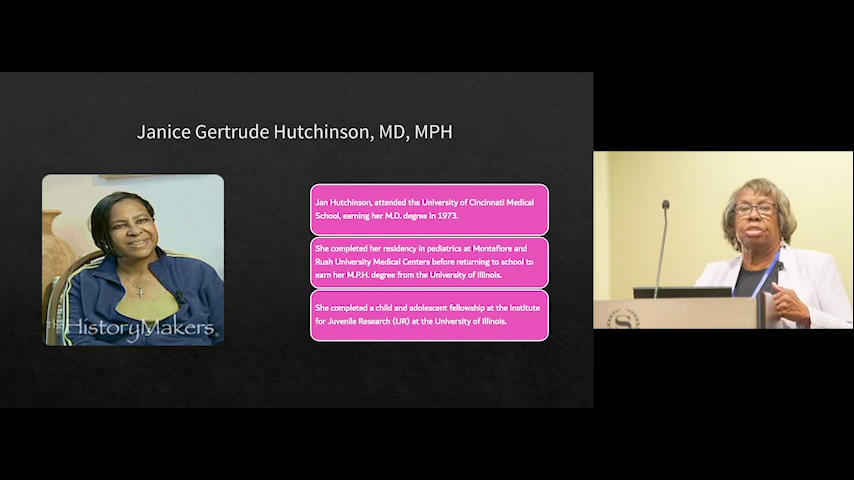 Janice Gertrude Hutchinson, MD, MPH
Jan Hutchinson, attended the University of Cincinnati Medical
School, earning her M.D. degree in 1973.
She completed her residency in pediatrics at Montefiore and
Rush University Medical Centers before returning to school to
earn her M.P.H. degree from the University of Illinois.
She completed a child and adolescent fellowship at the Institute
for Juvenile Research (IJR) at the University of Illinois.
The HistoryMakers
S